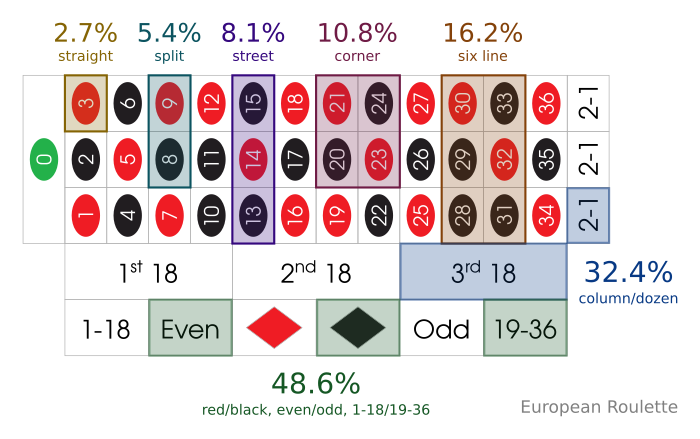 2.7% 5.4% 8.1% 10.8% 16.2%
straight split street corner six line
3 6 9 12 15 18 21 24 27 30 33 36 2-1
0 2 5 8 11 14 17 20 23 26 29 32 35 2-1
1 4 7 10 13 16 19 22 25 28 31 34 2-1
1st 18 2nd 18 3rd 18 32.4%
column/dozen
1-18 Even Odd 19-36
48.6%
red/black, even/odd, 1-18/19-36
European Roulette